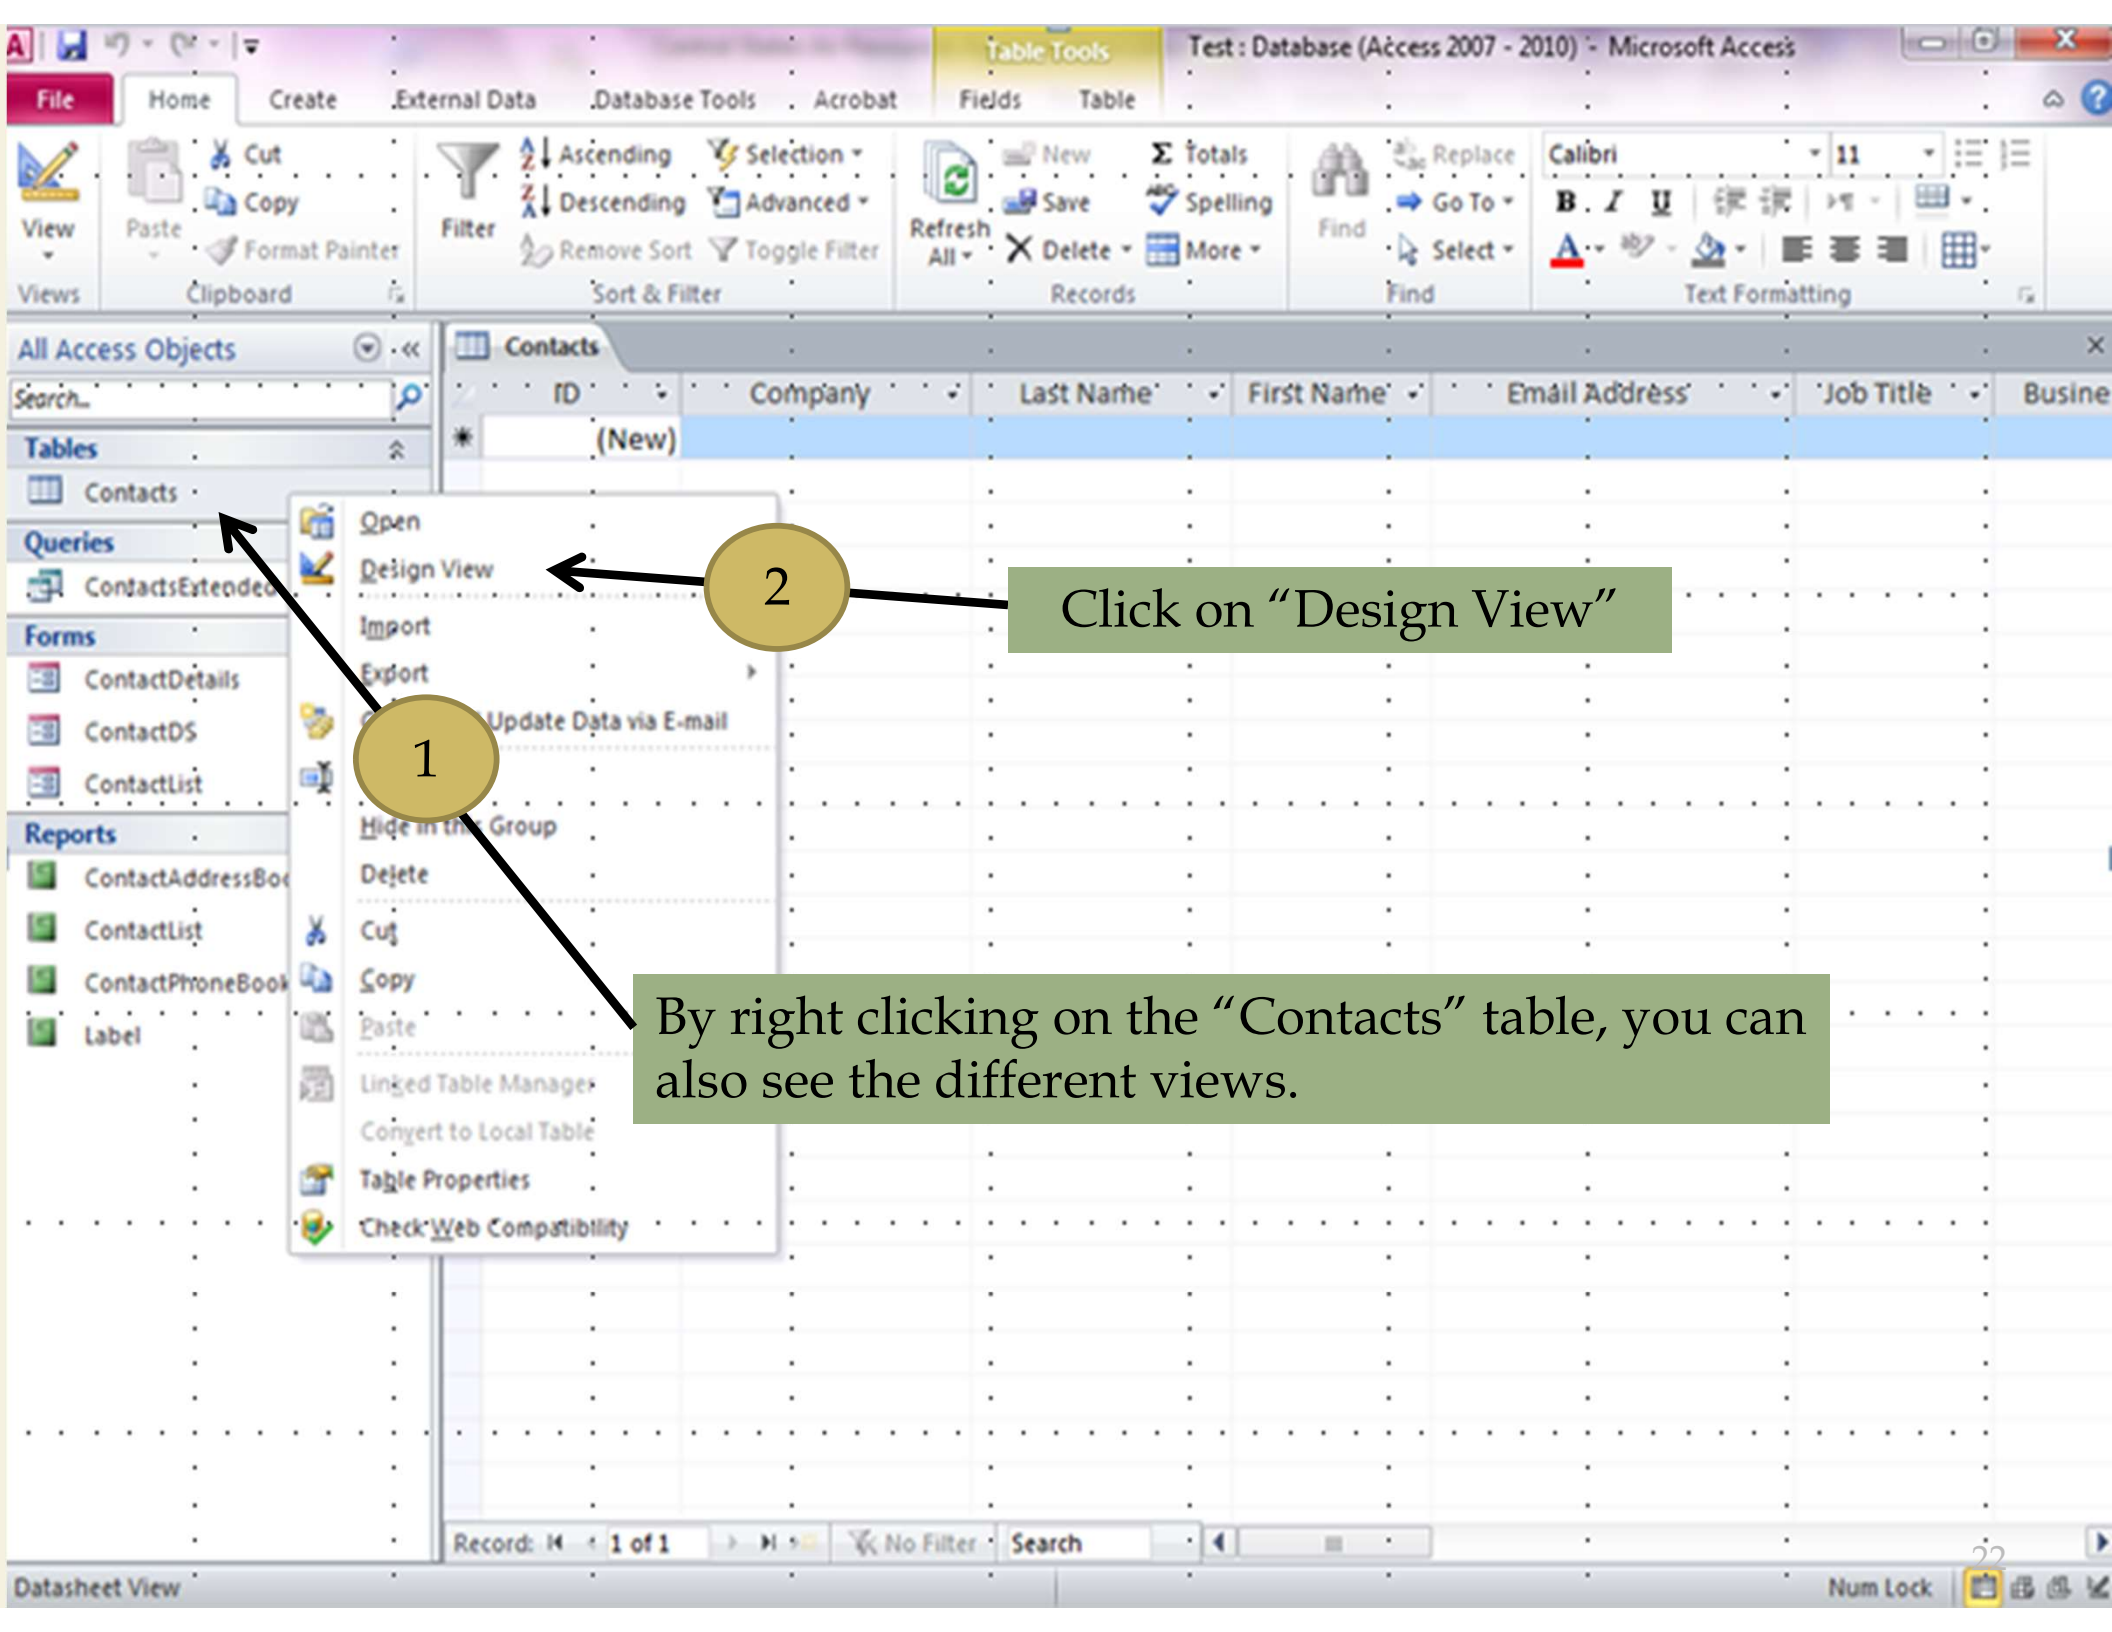 Table Tools
Test : Database (Access 2007 - 2010) - Microsoft Access
File Home Create External Data Database Tools Acrobat Fields Table
View
Views
Paste
Cut
Copy
Format Painter
Clipboard
Filter
Ascending
Descending
Remove Sort
Selection
Advanced
Toggle Filter
Sort & Filter
Refresh
All
New
Save
Delete
Totals
Spelling
More
Records
Find
Replace
Go To
Select
Find
Calibri 11
B I U
Text Formatting
All Access Objects
Search...
Tables
Contacts
Queries
ContactsExtended
Forms
ContactDetails
ContactDS
ContactList
Reports
ContactAddressBoo
ContactList
ContactPhoneBook
Label
Contacts
ID Company Last Name First Name Email Address Job Title Busine
(New)
Open
Design View
Import
Export
Update Data via E-mail
Hide in this Group
Delete
Cut
Copy
Paste
Linked Table Manager
Convert to Local Table
Table Properties
Check Web Compatibility
2
Click on “Design View”
1
By right clicking on the “Contacts” table, you can
also see the different views.
Record: 1 of 1 No Filter Search
22
Datasheet View
Num Lock